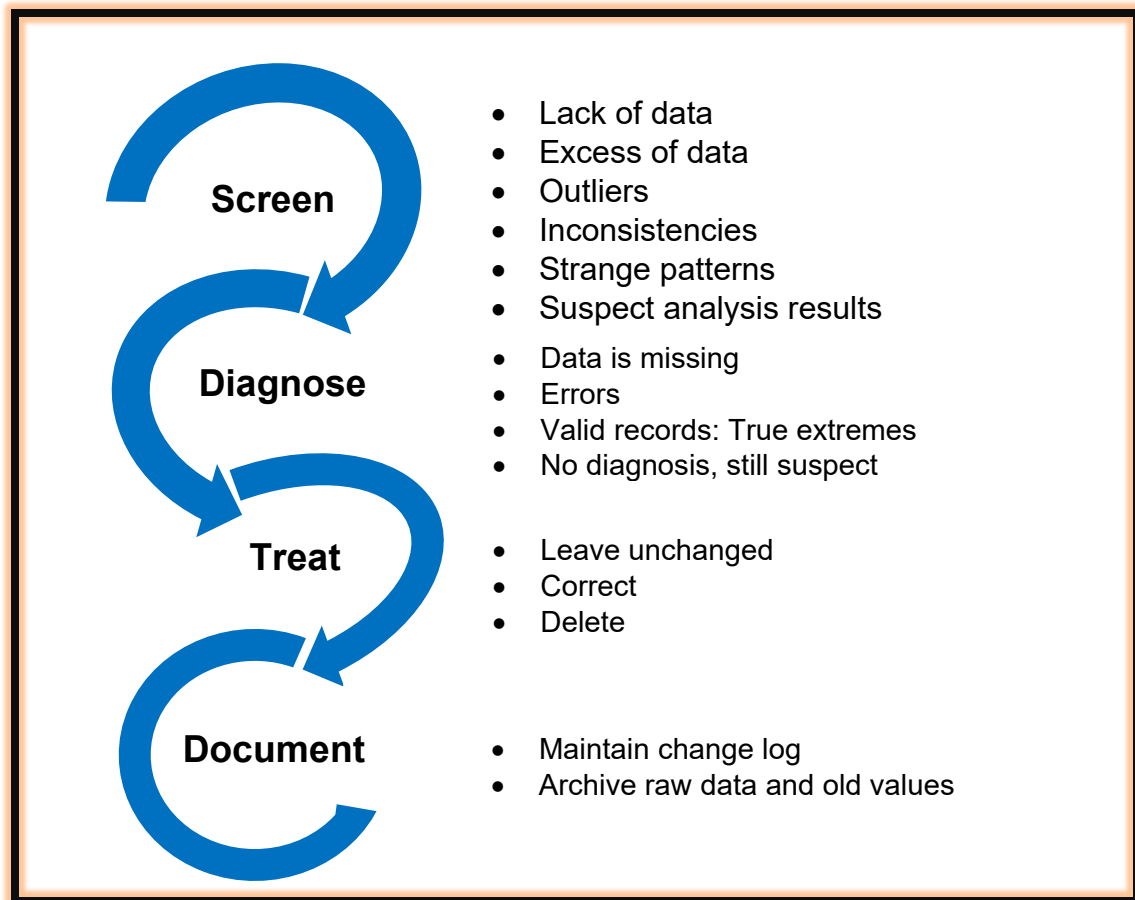 Screen
• Lack of data
• Excess of data
• Outliers
• Inconsistencies
• Strange patterns
• Suspect analysis results
Diagnose
• Data is missing
• Errors
• Valid records: True extremes
• No diagnosis, still suspect
Treat
• Leave unchanged
• Correct
• Delete
Document
• Maintain change log
• Archive raw data and old values